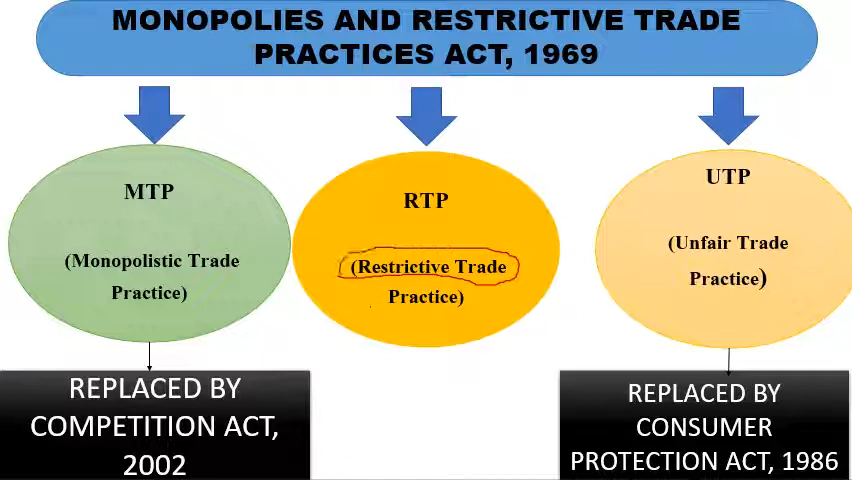 MONOPOLIES AND RESTRICTIVE TRADE
PRACTICES ACT, 1969
MTP
(Monopolistic Trade
Practice)
RTP
(Restrictive Trade
Practice)
UTP
(Unfair Trade
Practice)
REPLACED BY
COMPETITION ACT,
2002
REPLACED BY
CONSUMER
PROTECTION ACT, 1986